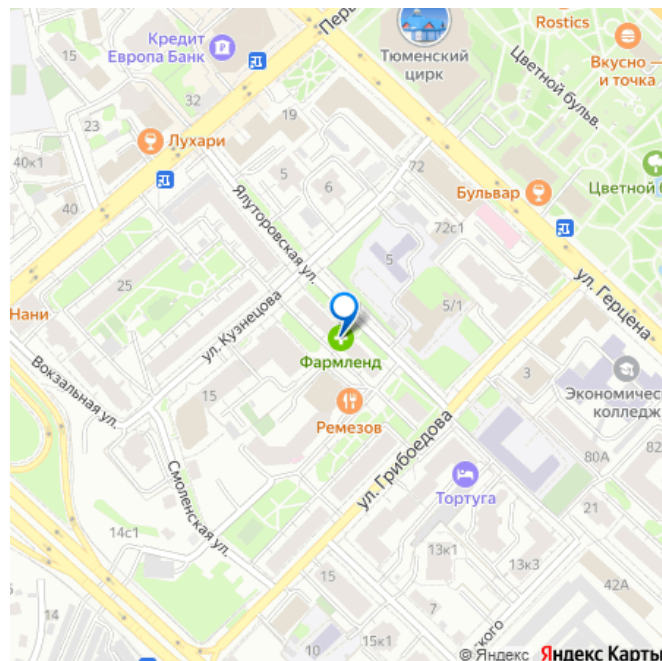 Rostics
Перв
Кредит
Европа Банк
Тюменский
цирк
Вкусно —
и точка
Цветной бульв.
32
23
19
Лухари
40к1
5
6
72
Бульвар
Цветной б
40
Ялуторовская ул.
72с1
5
25
5/1
ул. Герцена
Нани
ул. Кузнецова
Фармленд
3
Экономический
колледж
Вокзальная ул.
15
Ремезов
ул. Грибоедова
82
80А
Смоленская ул.
Тортуга
21
14с1
13к1
13к3
15
42А
14
7
10
15к1
ского
© Яндекс Яндекс Карты